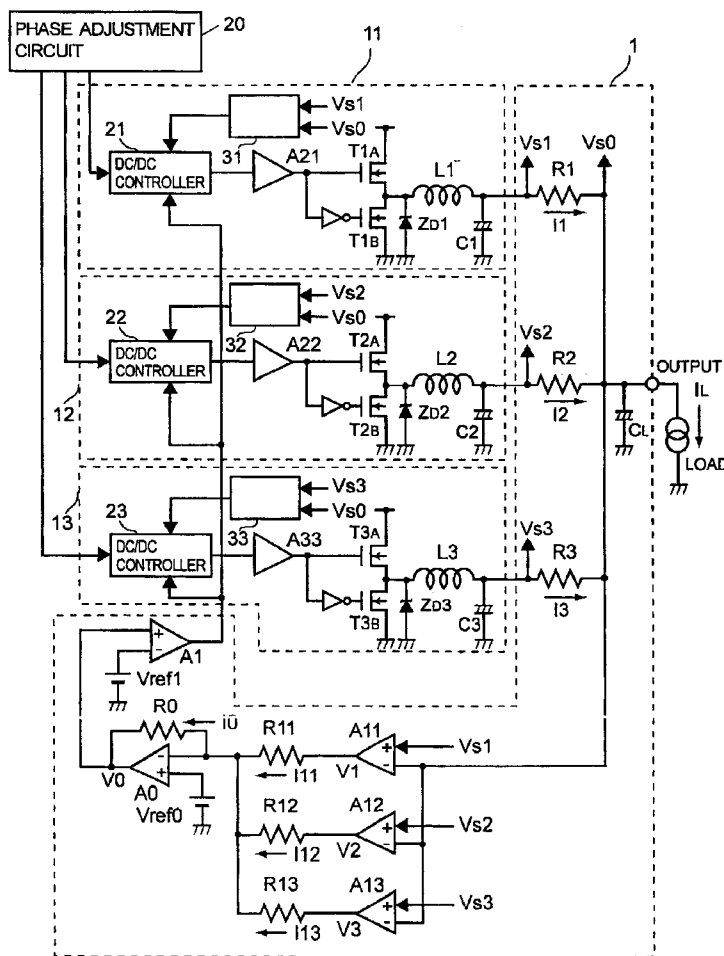 PHASE ADJUSTMENT
CIRCUIT
20
11
1
21
DC/DC
CONTROLLER
31
Vs1
Vs0
A21
T1A
T1B
ZD1
L1
C1
Vs1
Vs0
R1
I1
22
DC/DC
CONTROLLER
12
32
Vs2
Vs0
A22
T2A
T2B
ZD2
L2
C2
Vs2
R2
I2
OUTPUT
IL
CL
LOAD
23
DC/DC
CONTROLLER
13
33
Vs3
Vs0
A33
T3A
T3B
ZD3
L3
C3
Vs3
R3
I3
+
-
A1
Vref1
R0
i0
V0
-
+
A0
Vref0
R11
I11
A11
+
-
V1
Vs1
R12
I12
A12
+
-
V2
Vs2
R13
I13
A13
+
-
V3
Vs3